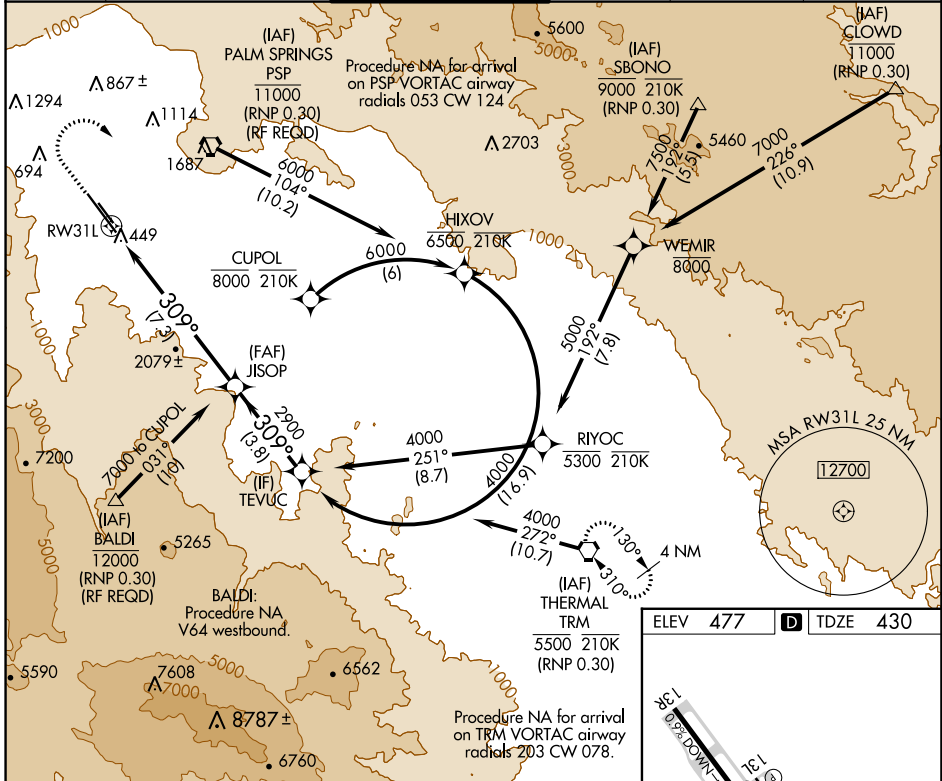 1000
5600
5000
(IAF)
CLOWD
11000
(RNP 0.30)
(IAF)
PALM SPRINGS
PSP
11000
(RNP 0.30)
(RF REQD)
Procedure NA for arrival
on PSP VORTAC airway
radials 053 CW 124
(IAF)
SBONO
9000 210K
(RNP 0.30)
867 ±
1294
1114
694
1687
2703
3000
5460
7500
192°
(5.5)
7000
226°
(10.9)
6000
104°
(10.2)
RW31L
449
HIXOV
6500 210K
1000
WEMIR
8000
CUPOL
8000 210K
6000
(6)
309°
(7.3)
1000
2079±
(FAF)
JISOP
5000
192°
(7.8)
3000
2900
309°
(3.8)
7000 to CUPOL
031°
(10)
7200
4000
251°
(8.7)
RIYOC
5300 210K
MSA RW31L 25 NM
12700
(IF)
TEVUC
4000
(16.9)
(IAF)
BALDI
12000
(RNP 0.30)
(RF REQD)
5000
5265
4000
272°
(10.7)
130°
310°
4 NM
(IAF)
THERMAL
TRM
5500 210K
(RNP 0.30)
BALDI:
Procedure NA
V64 westbound.
5590
7608
7000
5000
6562
1000
8787 ±
6760
Procedure NA for arrival
on TRM VORTAC airway
radials 203 CW 078.
ELEV 477 D TDZE 430
13R
0.9% DOWN
13L
P